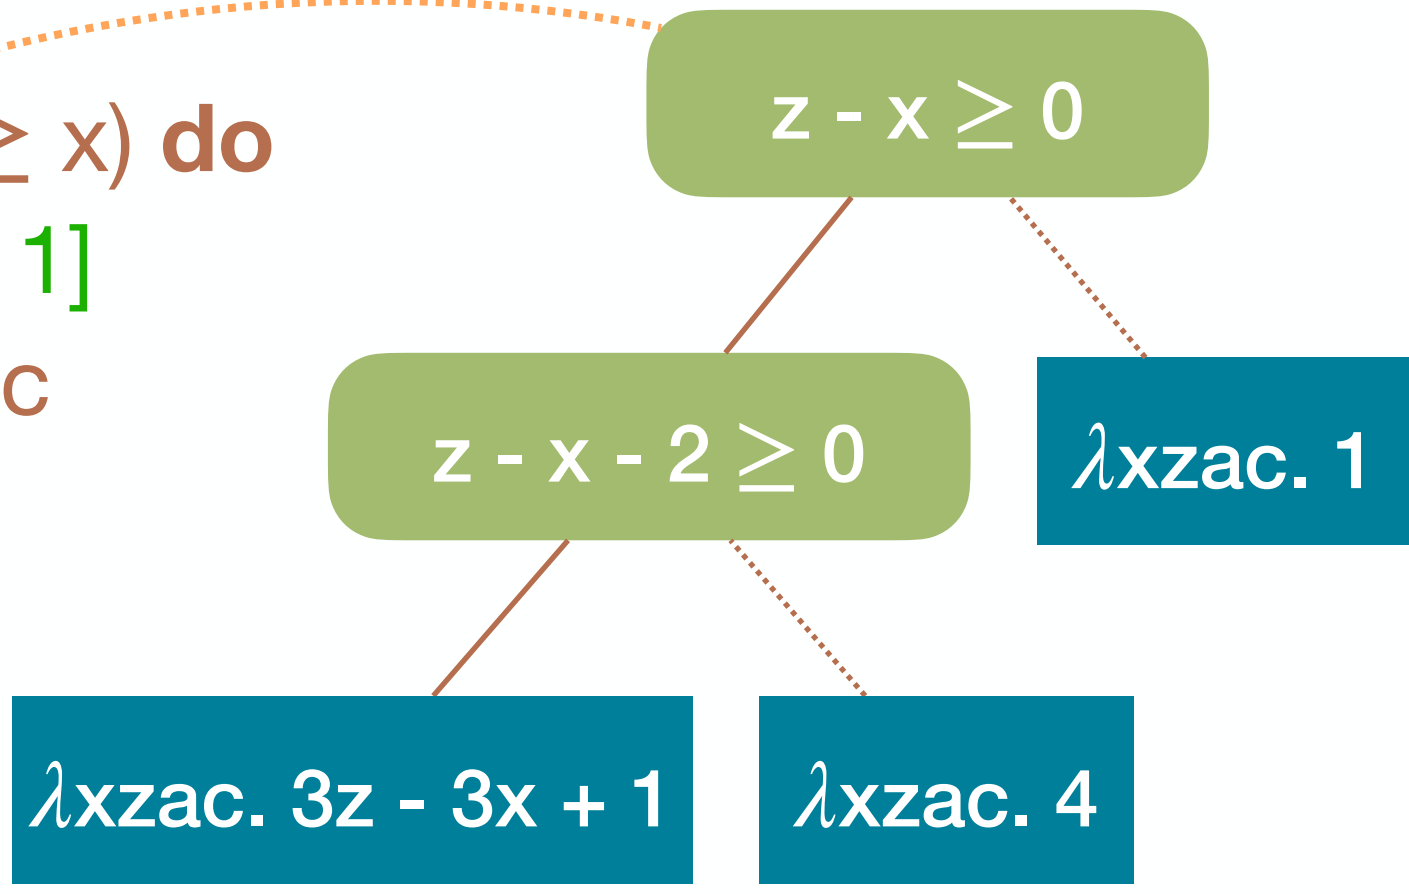 z - x ≥ 0
≥ x) do
1]
c
z - x - 2 ≥ 0
λxzac. 1
λxzac. 3z - 3x + 1
λxzac. 4